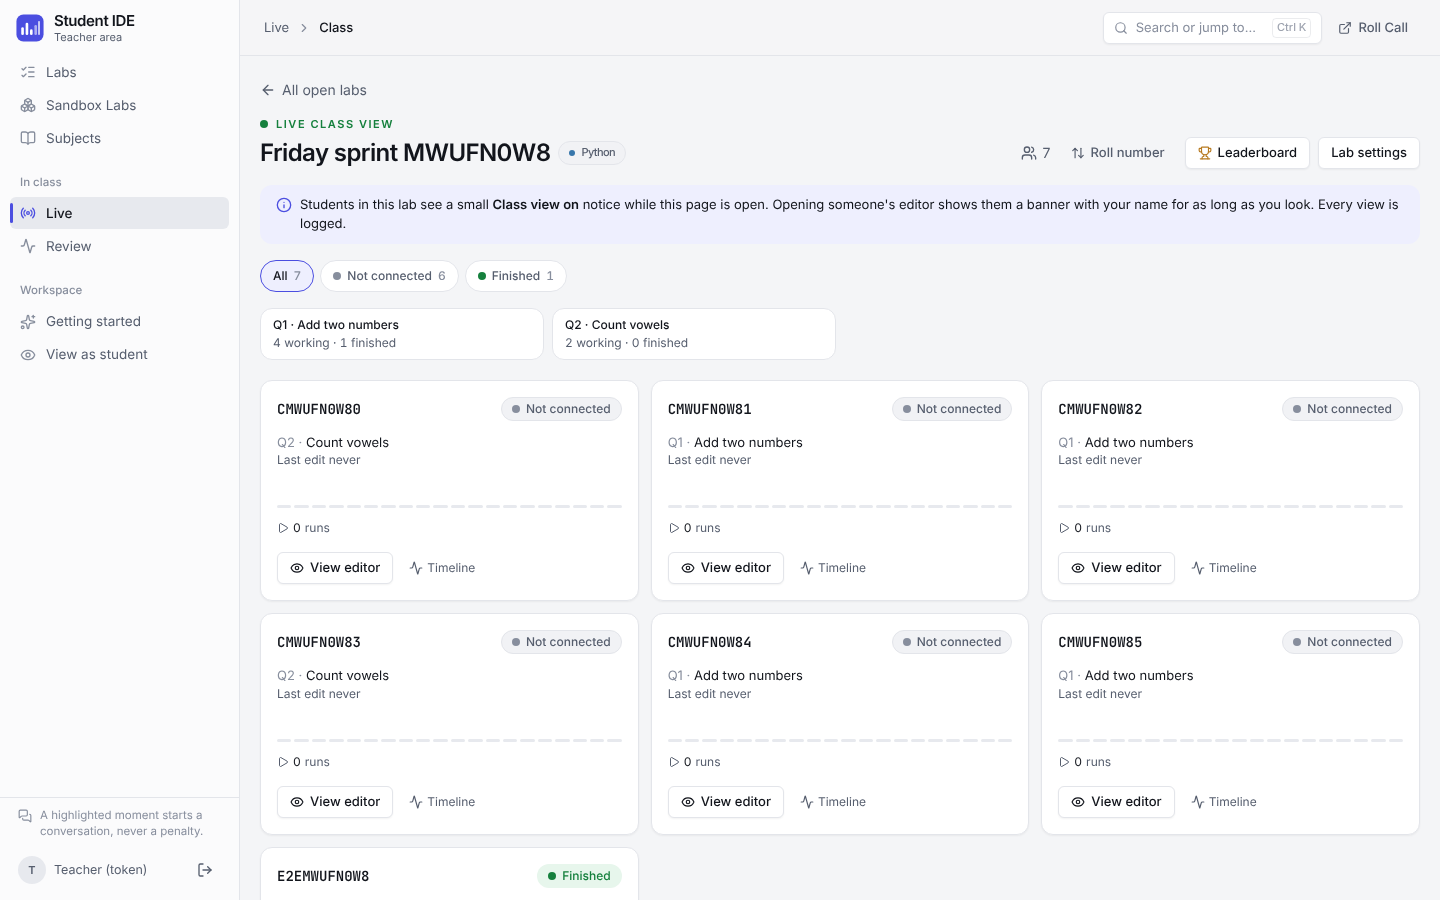 Student IDE
Teacher area
Labs
Sandbox Labs
Subjects
In class
Live
Review
Workspace
Getting started
View as student
A highlighted moment starts a
conversation, never a penalty.
T
Teacher (token)
Live > Class
Search or jump to...
Ctrl K
Roll Call
All open labs
LIVE CLASS VIEW
Friday sprint MWUFN0W8
Python
7
Roll number
Leaderboard
Lab settings
Students in this lab see a small Class view on notice while this page is open. Opening someone's editor shows them a banner with your name for as long as you look. Every view is
logged.
All 7
Not connected 6
Finished 1
Q1 · Add two numbers
4 working · 1 finished
Q2 · Count vowels
2 working · 0 finished
CMWUFN0W80
Not connected
Q2 · Count vowels
Last edit never
0 runs
View editor
Timeline
CMWUFN0W81
Not connected
Q1 · Add two numbers
Last edit never
0 runs
View editor
Timeline
CMWUFN0W82
Not connected
Q1 · Add two numbers
Last edit never
0 runs
View editor
Timeline
CMWUFN0W83
Not connected
Q2 · Count vowels
Last edit never
0 runs
View editor
Timeline
CMWUFN0W84
Not connected
Q1 · Add two numbers
Last edit never
0 runs
View editor
Timeline
CMWUFN0W85
Not connected
Q1 · Add two numbers
Last edit never
0 runs
View editor
Timeline
E2EMWUFN0W8
Finished